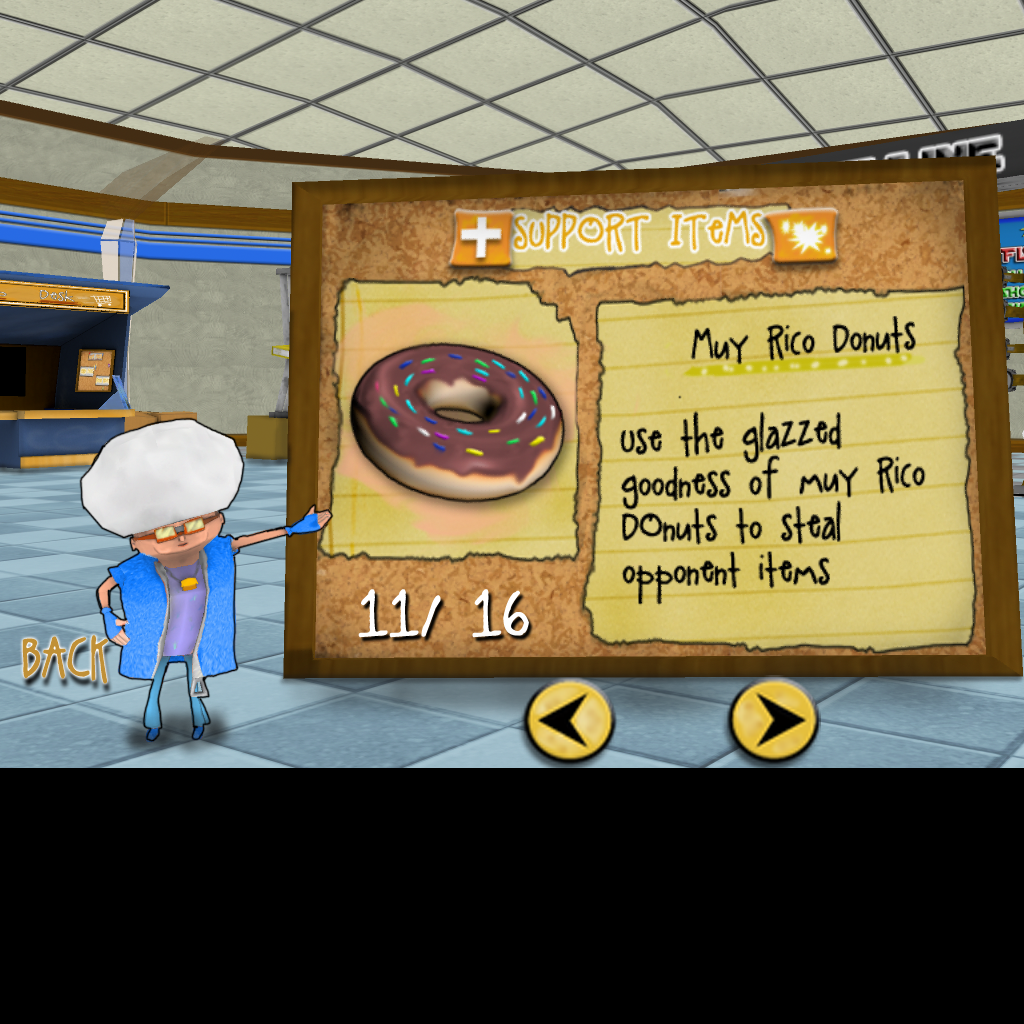 SUPPORT ITEMS
Muy Rico Donuts
use the glazzed
goodness of muy Rico
DOnuts to steal
opponent items
11/ 16
BACK
Desk